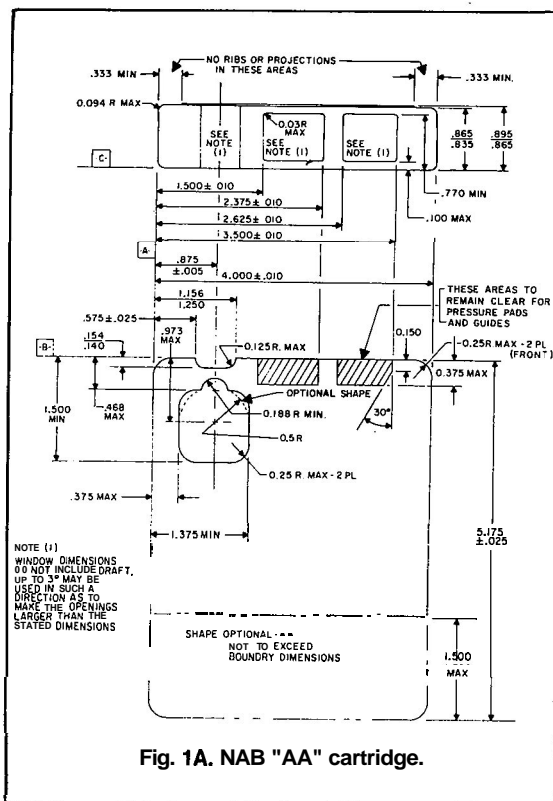 NO RIBS OR PROJECTIONS
IN THESE AREAS
.333 MIN
.333 MIN.
0.094 R MAX
0.03R
MAX
SEE
NOTE
(1)
SEE
NOTE (1)
SEE
NOTE (1)
.865
.835
.895
.865
-C-
1.500±.010
.770 MIN
2.375±.010
.100 MAX
2.625±.010
-A-
3.500±.010
.875
±.005
4.000±.010
1.156
1.250
THESE AREAS TO
REMAIN CLEAR FOR
PRESSURE PADS
AND GUIDES
.575±.025
.973
MAX
-B-
.154
.140
0.125R. MAX
0.150
0.25R MAX - 2 PL
(FRONT)
0.375 MAX
OPTIONAL SHAPE
1.500
MIN
.468
MAX
0.188 R MIN.
30°
0.5R
0.25 R. MAX - 2 PL
.375 MAX
5.175
±.025
1.375 MIN
NOTE (1)
WINDOW DIMENSIONS
DO NOT INCLUDE DRAFT.
UP TO 3° MAY BE
USED IN SUCH A
DIRECTION AS TO
MAKE THE OPENINGS
LARGER THAN THE
STATED DIMENSIONS
SHAPE OPTIONAL ---
NOT TO EXCEED
BOUNDRY DIMENSIONS
1.500
MAX
Fig. 1A. NAB "AA" cartridge.